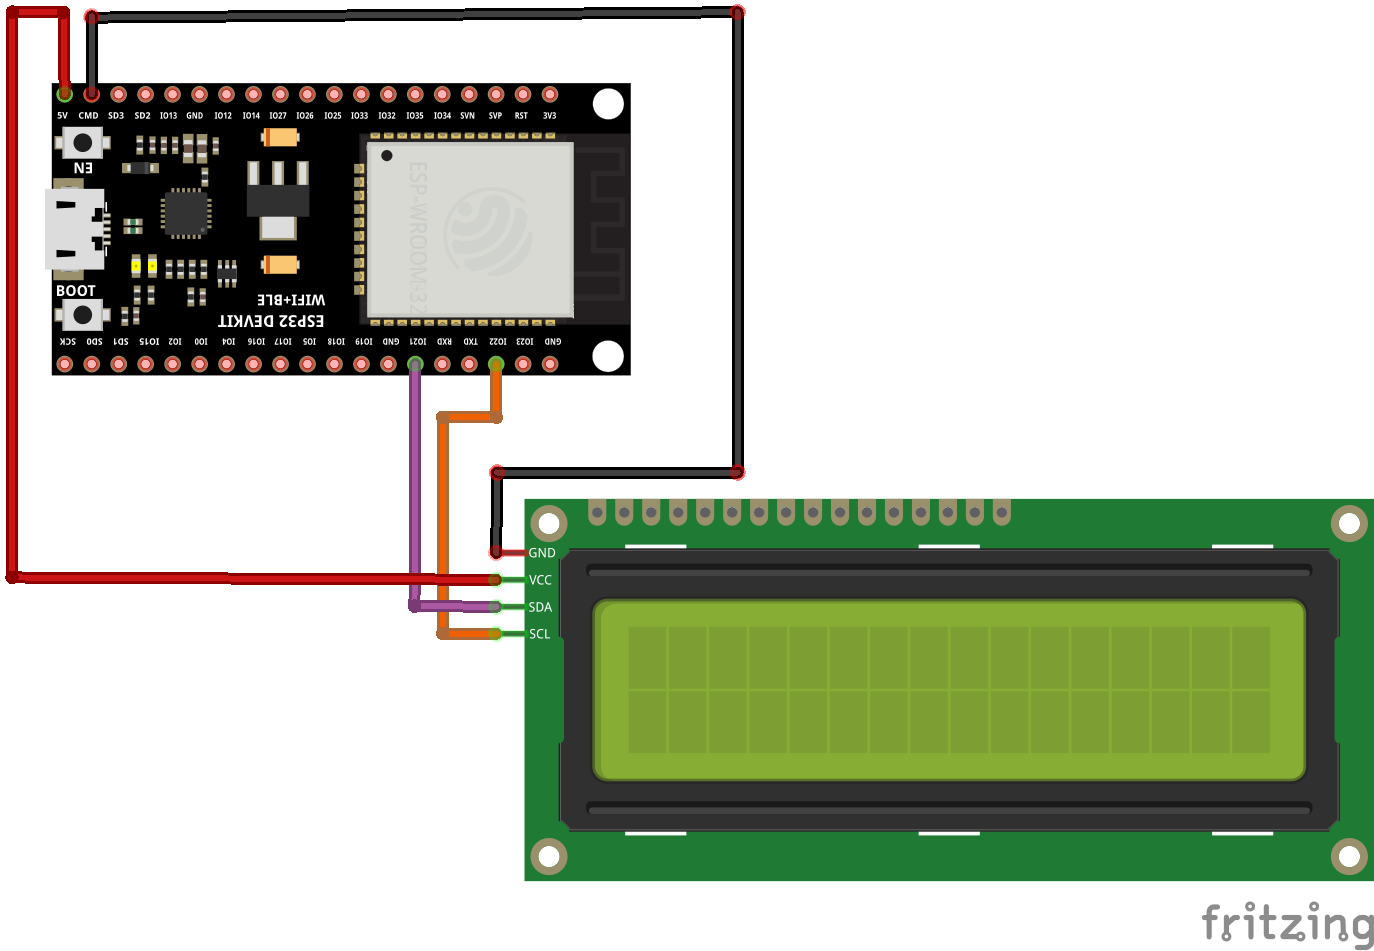 5V CMD SD3 SD2 IO13 GND IO12 IO14 IO27 IO26 IO25 IO33 IO32 IO35 IO34 SVN SVP RST 3V3
EN
ESP-WROOM-32
BOOT
WIFI+BLE
ESP32 DEVKIT
SCK SD0 SD1 IO15 IO2 IO0 IO4 IO16 IO17 IO5 IO18 IO19 GND IO21 RXD TXD IO22 IO23 GND
GND
VCC
SDA
SCL
fritzing